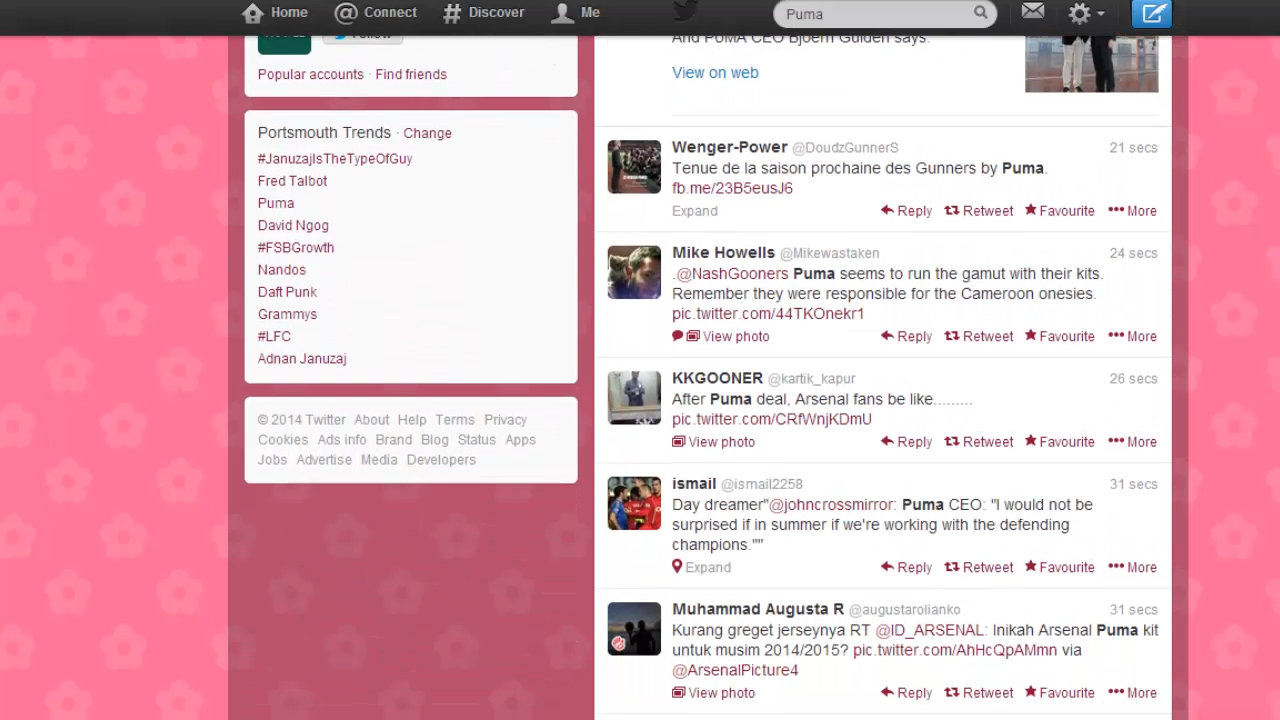 Home Connect Discover Me Puma
Popular accounts · Find friends
Portsmouth Trends · Change
#JanuzajIsTheTypeOfGuy
Fred Talbot
Puma
David Ngog
#FSBGrowth
Nandos
Daft Punk
Grammys
#LFC
Adnan Januzaj
© 2014 Twitter About Help Terms Privacy
Cookies Ads info Brand Blog Status Apps
Jobs Advertise Media Developers
And PUMA CEO Bjoern Gulden says:
View on web
Wenger-Power @DoudzGunnerS 21 secs
Tenue de la saison prochaine des Gunners by Puma.
fb.me/23B5eusJ6
Expand Reply Retweet Favourite More
Mike Howells @Mikewastaken 24 secs
.@NashGooners Puma seems to run the gamut with their kits.
Remember they were responsible for the Cameroon onesies.
pic.twitter.com/44TKOnekr1
View photo Reply Retweet Favourite More
KKGOONER @kartik_kapur 26 secs
After Puma deal, Arsenal fans be like.........
pic.twitter.com/CRfWnjKDmU
View photo Reply Retweet Favourite More
ismail @ismail2258 31 secs
Day dreamer"@johncrossmirror: Puma CEO: "I would not be
surprised if in summer if we're working with the defending
champions.""
Expand Reply Retweet Favourite More
Muhammad Augusta R @augustarolianko 31 secs
Kurang greget jerseynya RT @ID_ARSENAL: Inikah Arsenal Puma kit
untuk musim 2014/2015? pic.twitter.com/AhHcQpAMmn via
@ArsenalPicture4
View photo Reply Retweet Favourite More